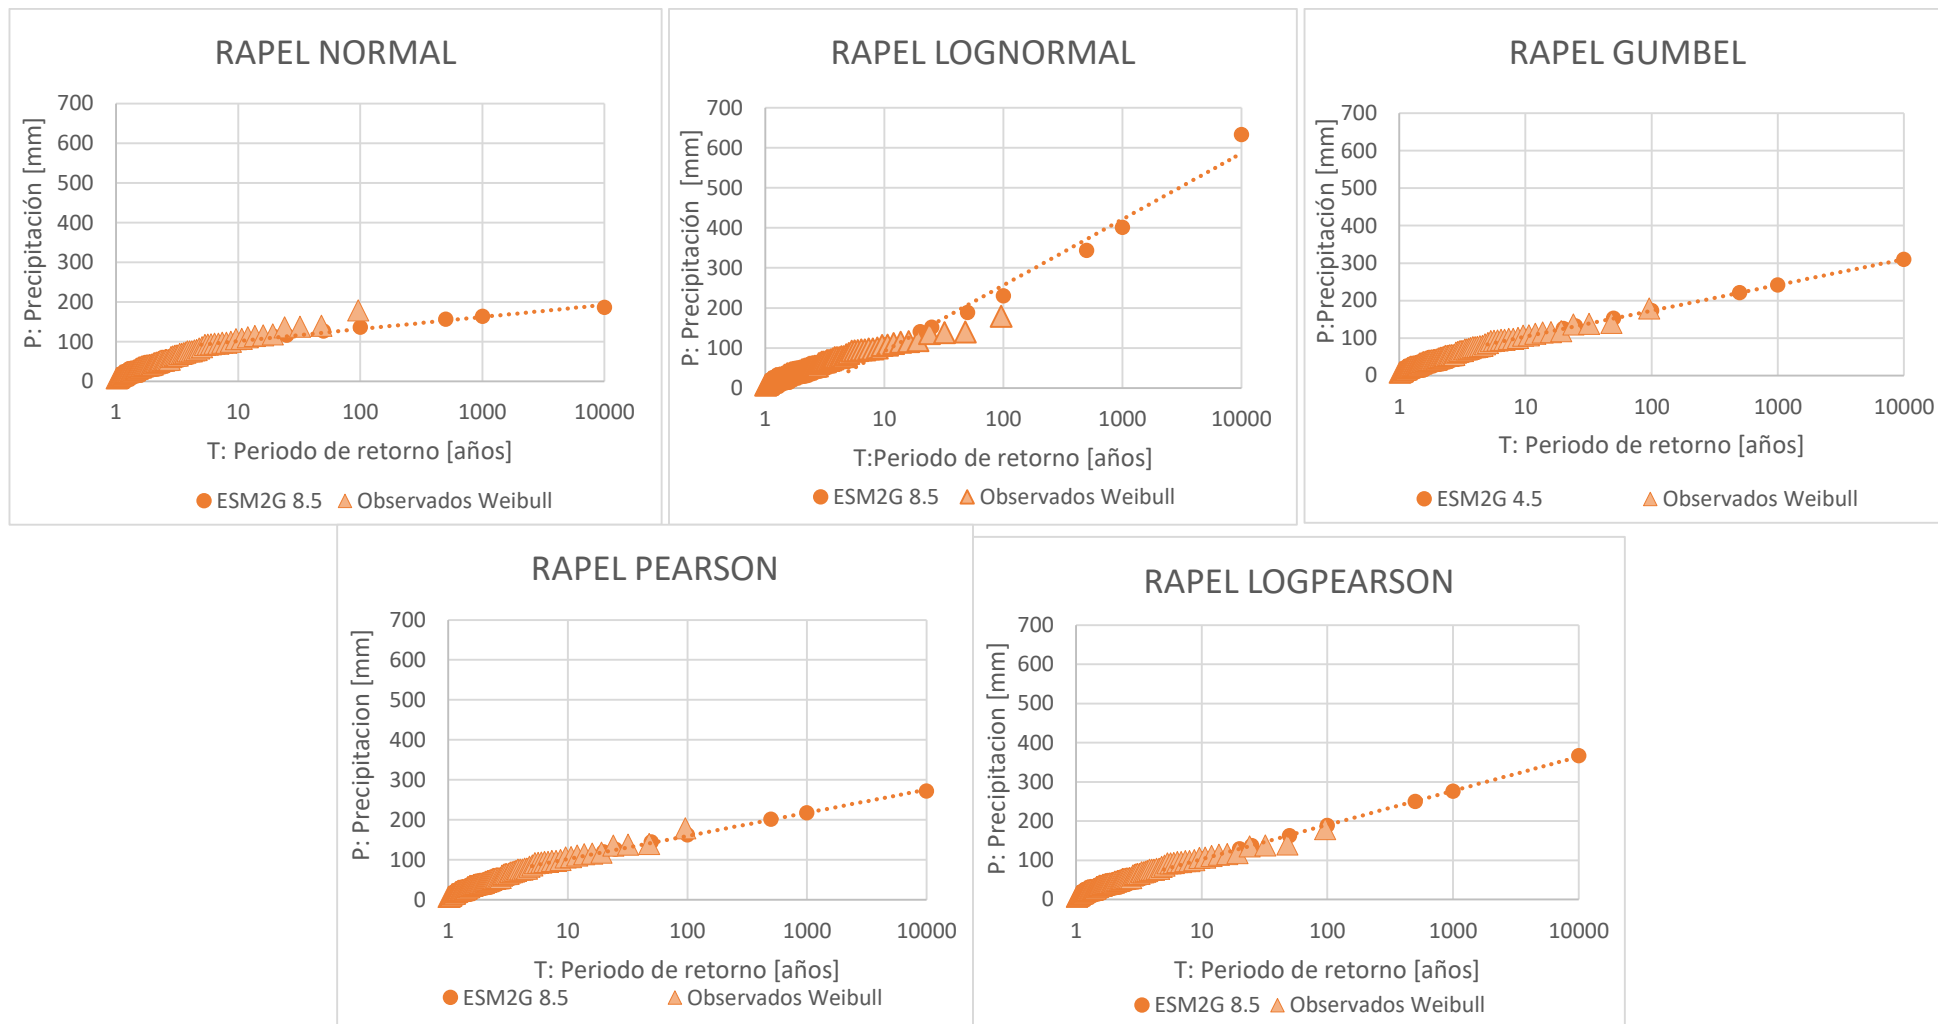 RAPEL NORMAL
P: Precipitación [mm]
700
600
500
400
300
200
100
0
1 10 100 1000 10000
T: Periodo de retorno [años]
ESM2G 8.5 Observados Weibull
RAPEL LOGNORMAL
P: Precipitación [mm]
700
600
500
400
300
200
100
0
1 10 100 1000 10000
T:Periodo de retorno [años]
ESM2G 8.5 Observados Weibull
RAPEL GUMBEL
P:Precipitación [mm]
700
600
500
400
300
200
100
0
1 10 100 1000 10000
T: Periodo de retorno [años]
ESM2G 4.5 Observados Weibull
RAPEL PEARSON
P: Precipitacion [mm]
700
600
500
400
300
200
100
0
1 10 100 1000 10000
T: Periodo de retorno [años]
ESM2G 8.5 Observados Weibull
RAPEL LOGPEARSON
P: Precipitacion [mm]
700
600
500
400
300
200
100
0
1 10 100 1000 10000
T: Periodo de retorno [años]
ESM2G 8.5 Observados Weibull